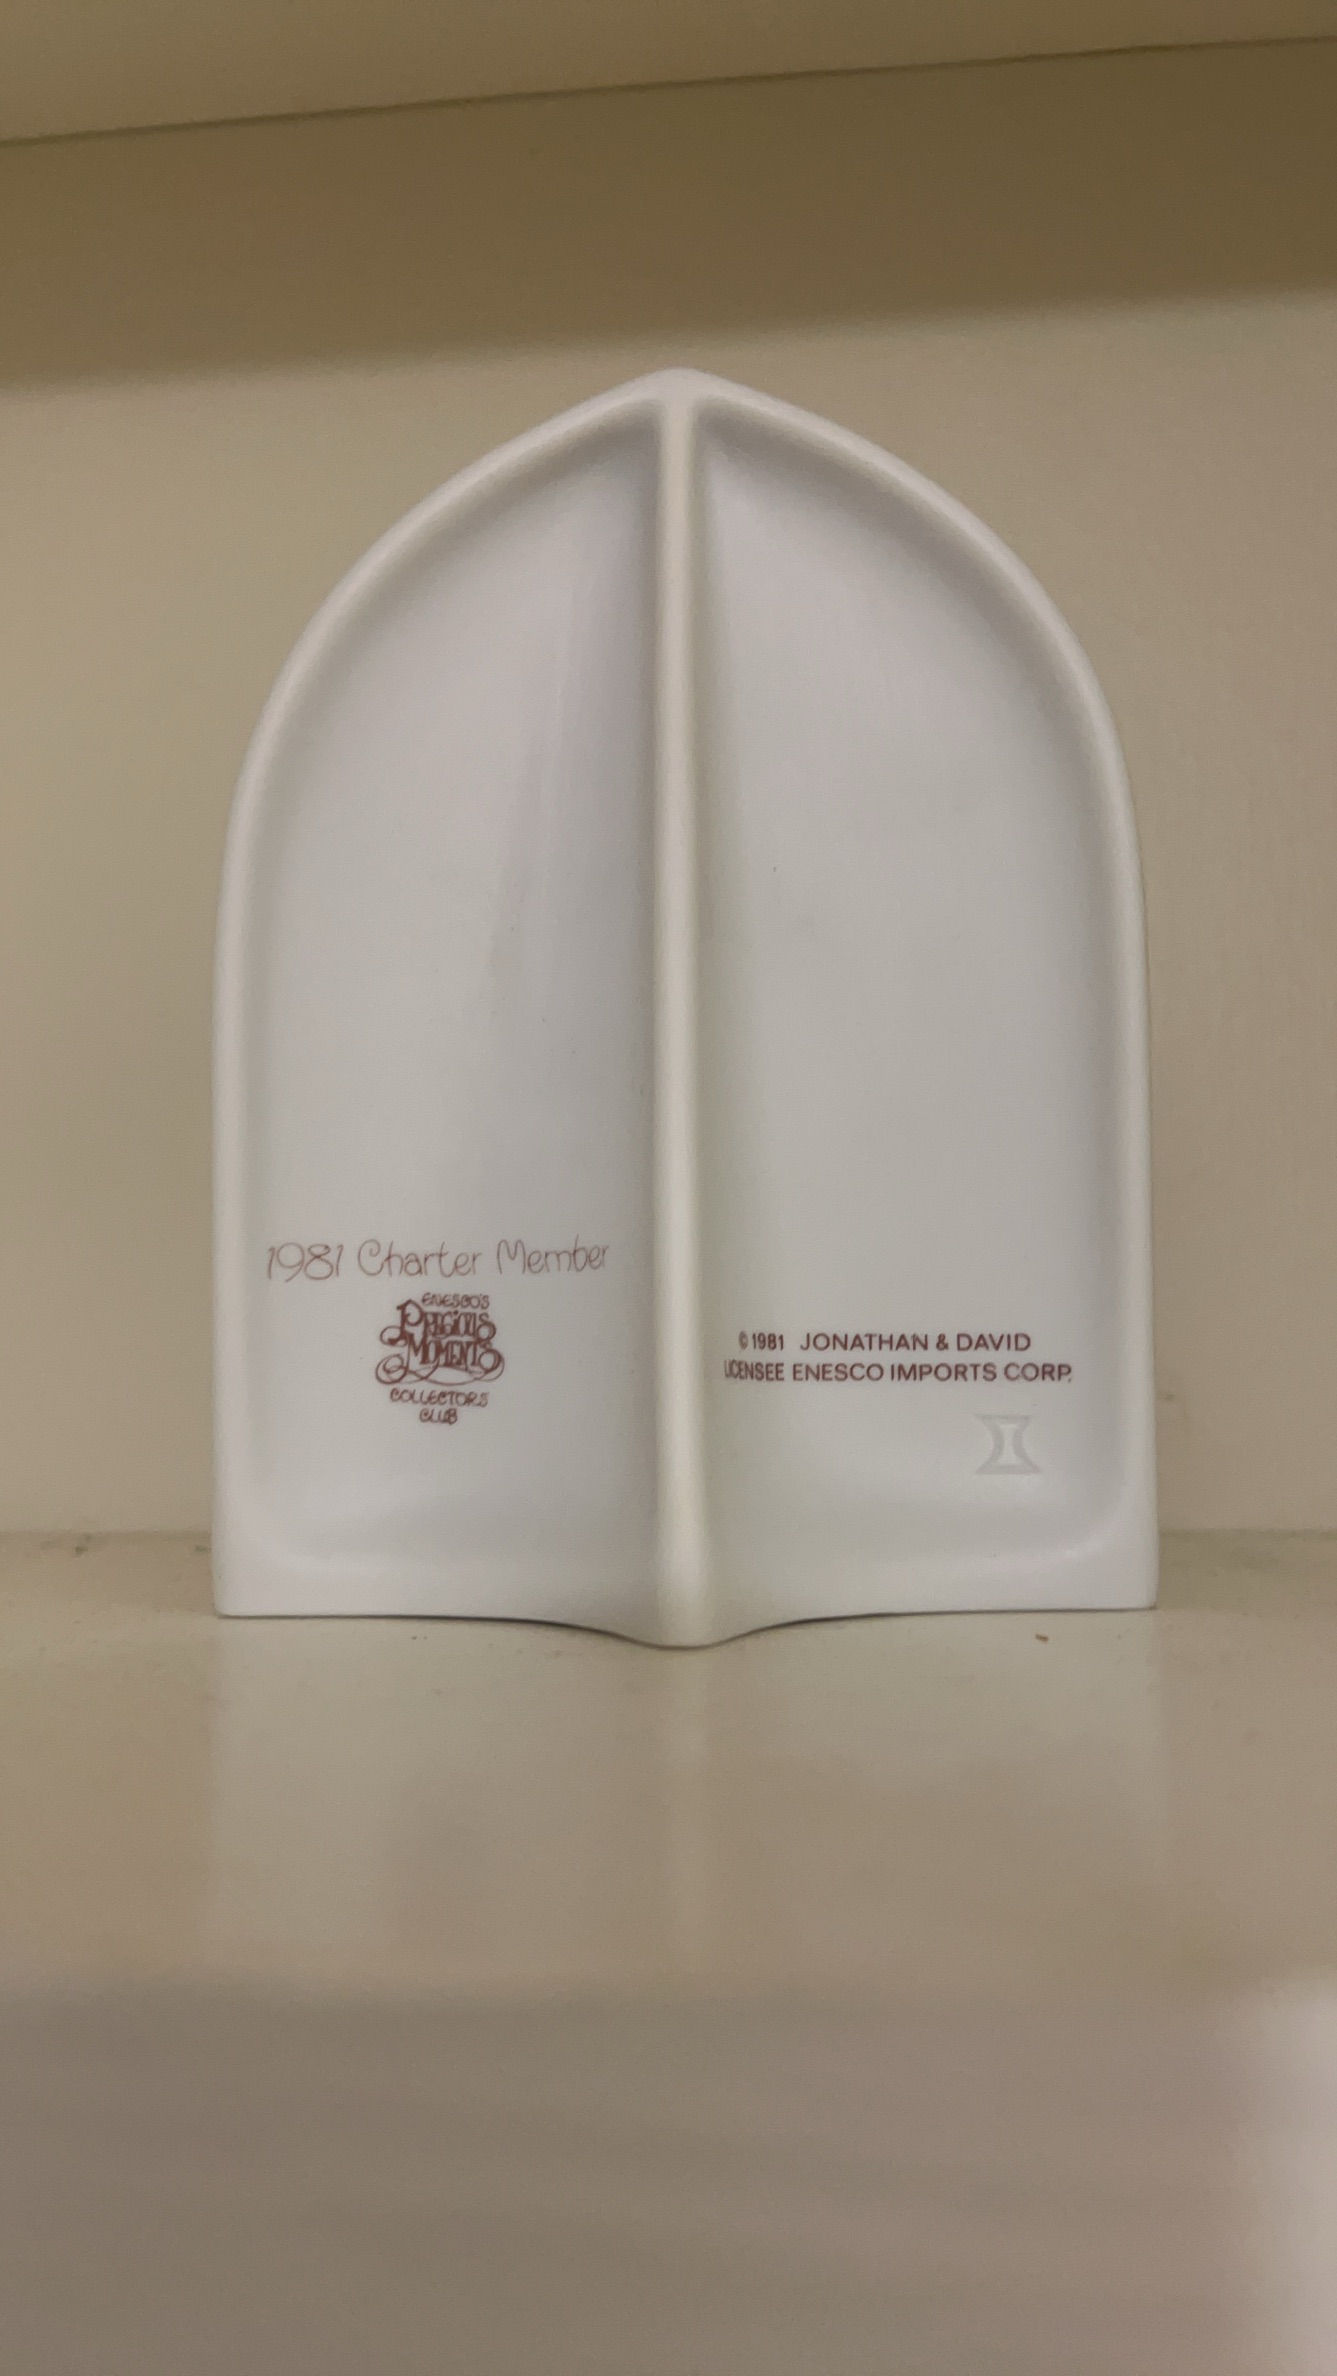 1981 Charter Member
ENESCO'S
PRECIOUS
MOMENTS
COLLECTORS
CLUB
© 1981 JONATHAN & DAVID
LICENSEE ENESCO IMPORTS CORP.